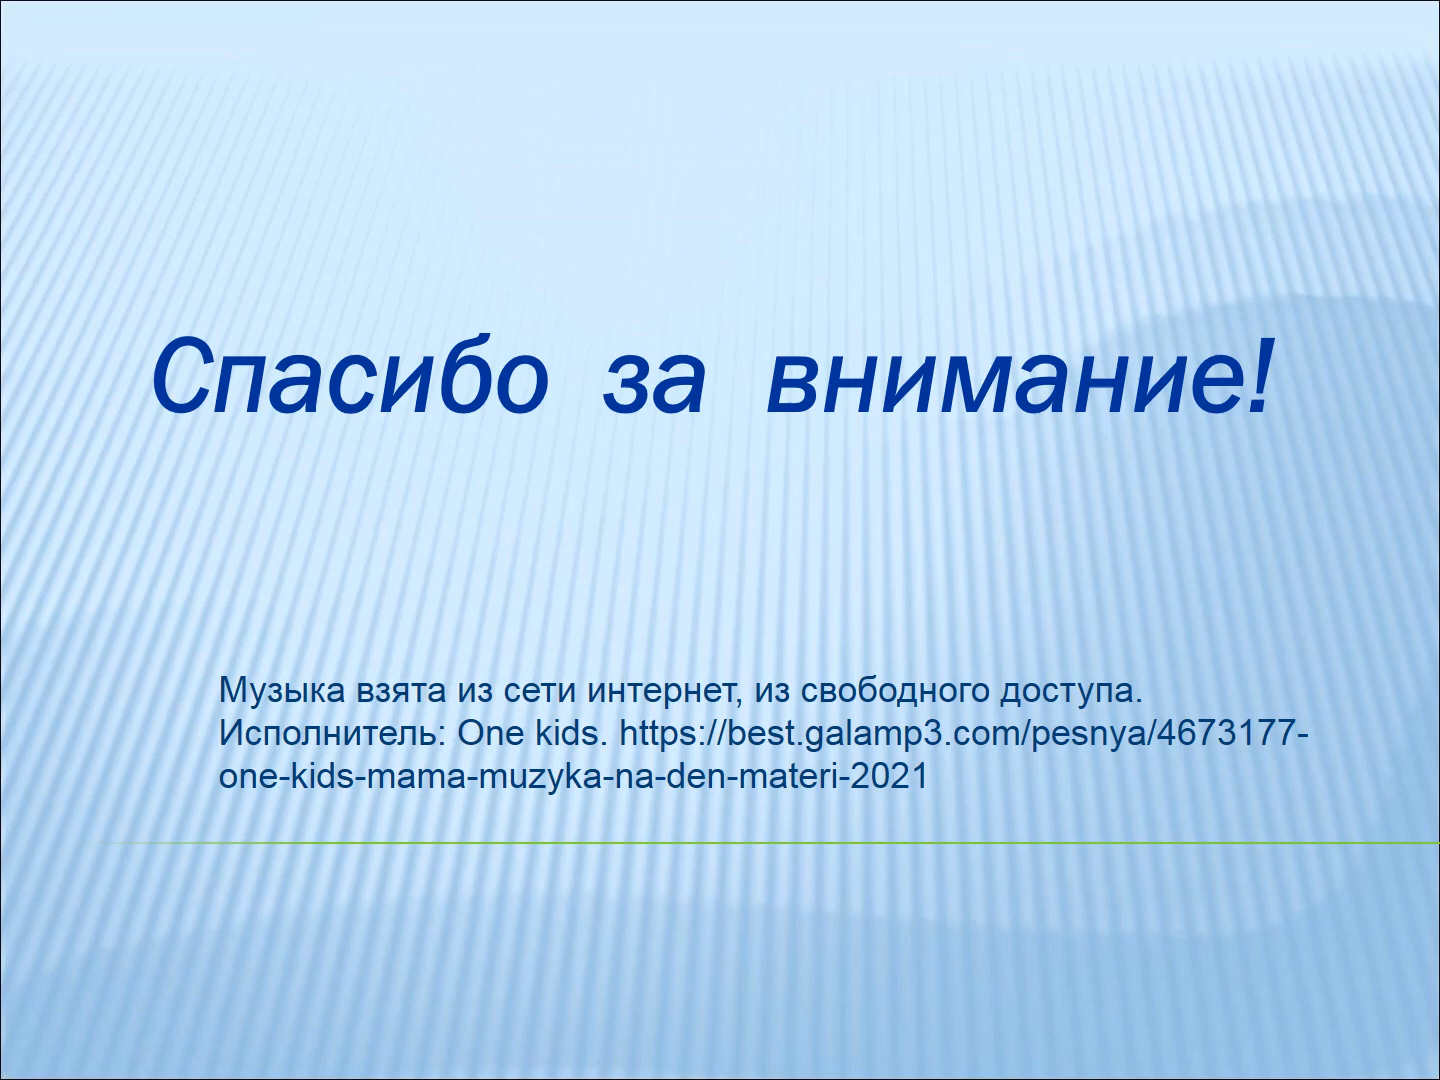 Спасибо за внимание!
Музыка взята из сети интернет, из свободного доступа.
Исполнитель: One kids. https://best.galamp3.com/pesnya/4673177-
one-kids-mama-muzyka-na-den-materi-2021